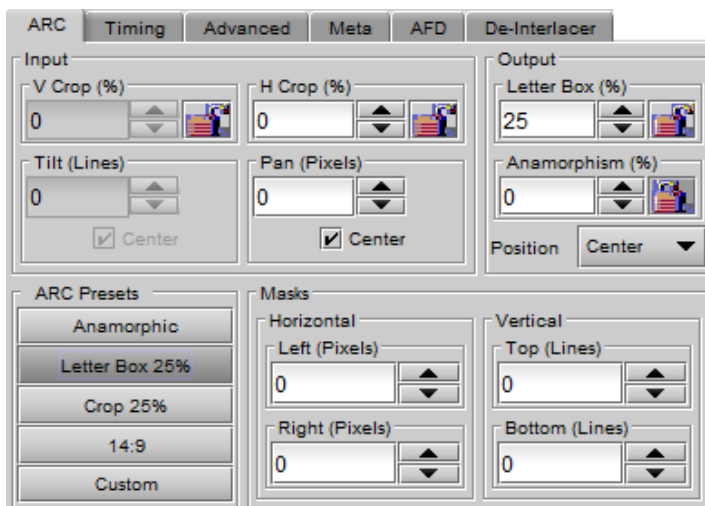 ARC Timing Advanced Meta AFD De-Interlacer
Input Output
V Crop (%) H Crop (%) Letter Box (%)
0 0 25
Tilt (Lines) Pan (Pixels) Anamorphism (%)
0 0 0
Center Center
Position Center
ARC Presets Masks
Anamorphic Horizontal Vertical
Left (Pixels) Top (Lines)
Letter Box 25%
0 0
Crop 25%
Right (Pixels) Bottom (Lines)
14:9
0 0
Custom